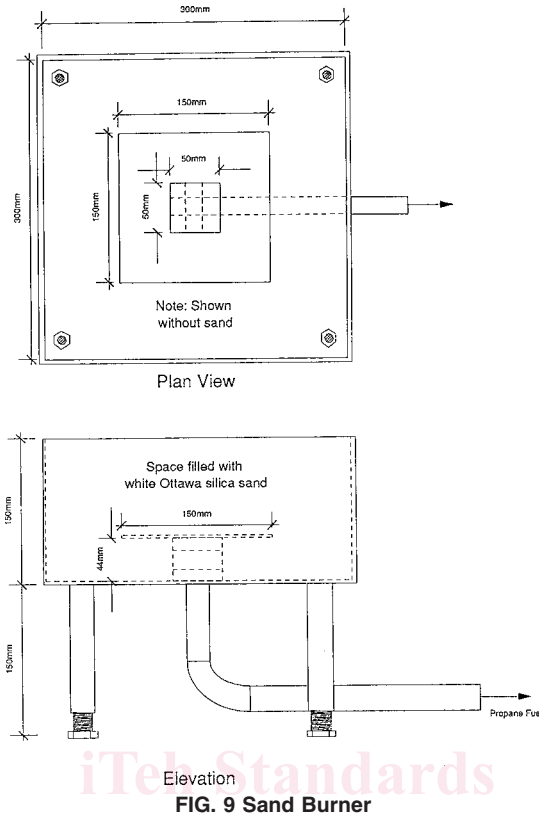 300mm
150mm
50mm
300mm
150mm
50mm
Note: Shown
without sand
Plan View
Space filled with
white Ottawa silica sand
150mm
150mm
44mm
150mm
Propane Fue
Elevation
iTeh Standards
FIG. 9 Sand Burner